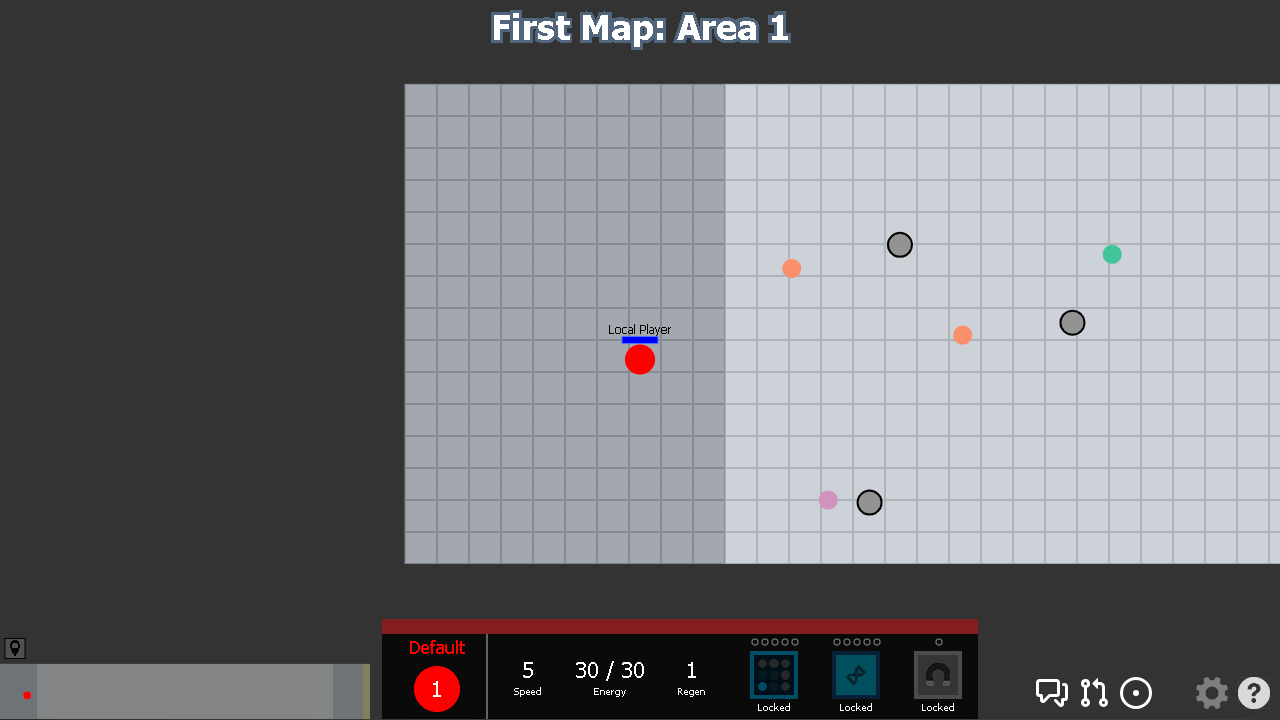 First Map: Area 1
Local Player
Default
1
5
Speed
30 / 30
Energy
1
Regen
Locked
Locked
Locked
?